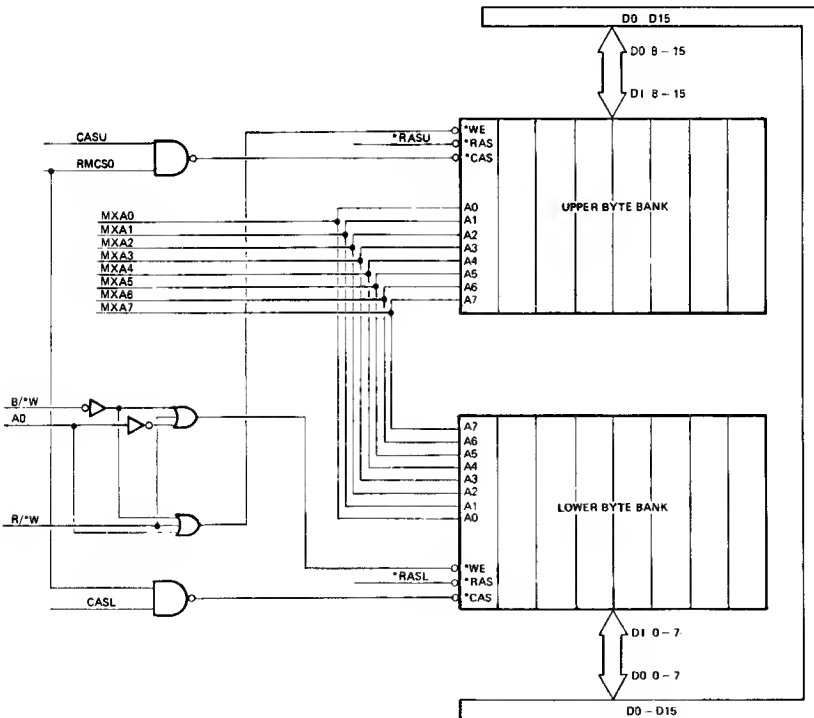 D0 D15
D0 8 – 15
D1 8 – 15
CASU
RMCS0
*RASU
*WE
*RAS
*CAS
UPPER BYTE BANK
MXA0
MXA1
MXA2
MXA3
MXA4
MXA5
MXA6
MXA7
A0
A1
A2
A3
A4
A5
A6
A7
B/*W
A0
R/*W
CASL
A7
A6
A5
A4
A3
A2
A1
A0
LOWER BYTE BANK
*RASL
*WE
*RAS
*CAS
D1 0 – 7
D0 0 – 7
D0 – D15